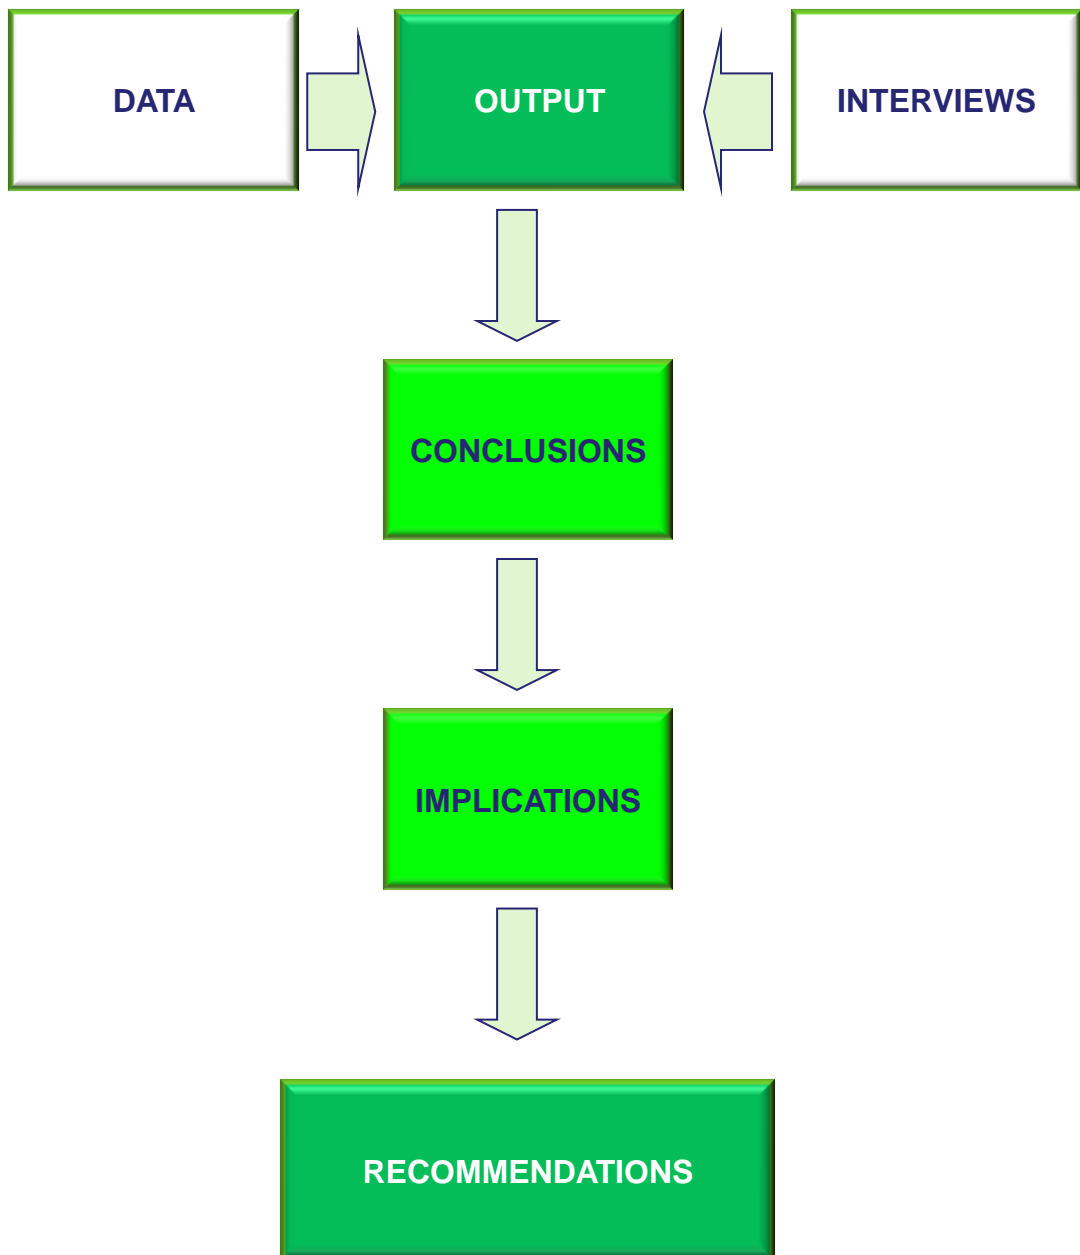 DATA
OUTPUT
INTERVIEWS
CONCLUSIONS
IMPLICATIONS
RECOMMENDATIONS